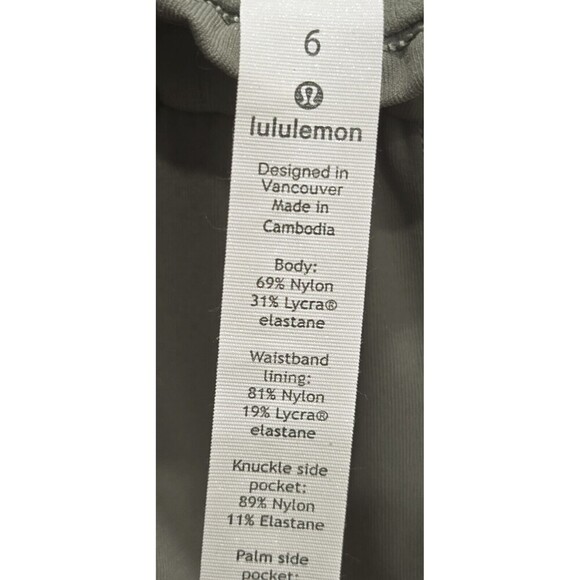 6
lululemon
Designed in
Vancouver
Made in
Cambodia
Body:
69% Nylon
31% Lycra®
elastane
Waistband
lining:
81% Nylon
19% Lycra®
elastane
Knuckle side
pocket:
89% Nylon
11% Elastane
Palm side
pocket: